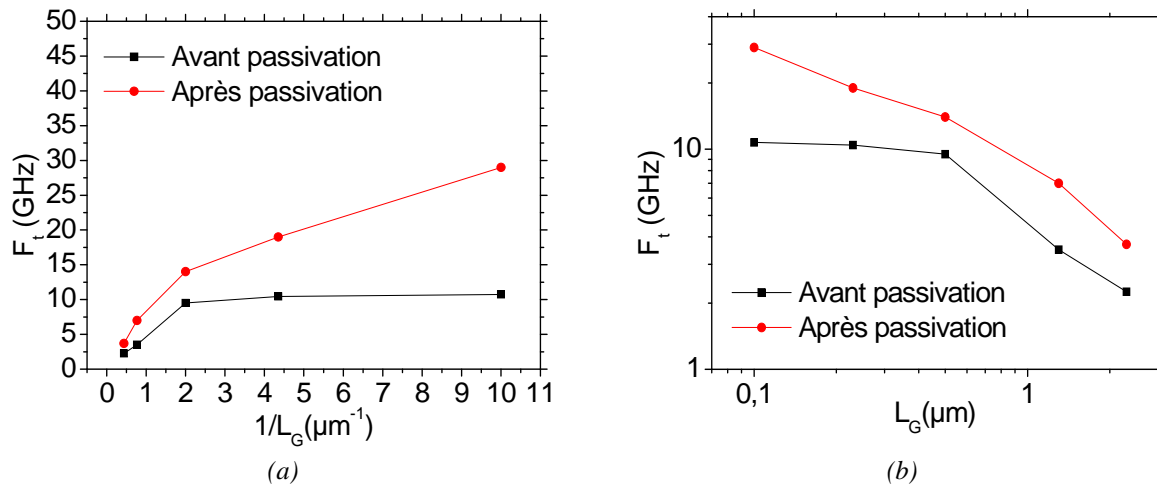 50
45
40
35
30
25
20
15
10
5
0
F_t (GHz)
Avant passivation
Après passivation
0 1 2 3 4 5 6 7 8 9 10 11
1/L_G(µm⁻¹)
(a)
10
1
F_t (GHz)
Avant passivation
Après passivation
0,1 1
L_G(µm)
(b)